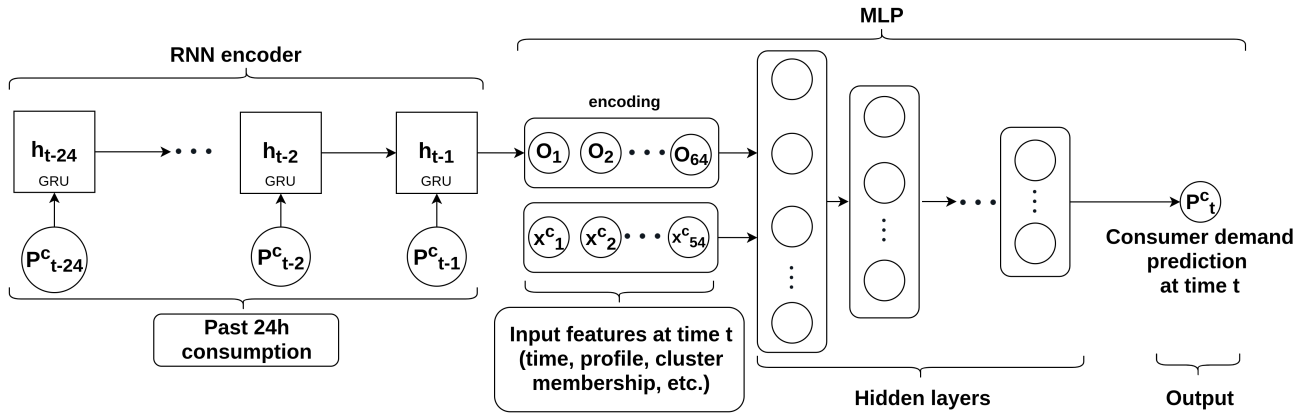 MLP
RNN encoder
encoding
h_t-24
GRU
• • •
h_t-2
GRU
h_t-1
GRU
O_1 O_2 • • • O_64
P^c_t-24
P^c_t-2
P^c_t-1
x^c_1 x^c_2 • • • x^c_54
• • •
P^c_t
Consumer demand
prediction
at time t
Past 24h
consumption
Input features at time t
(time, profile, cluster
membership, etc.)
Hidden layers
Output